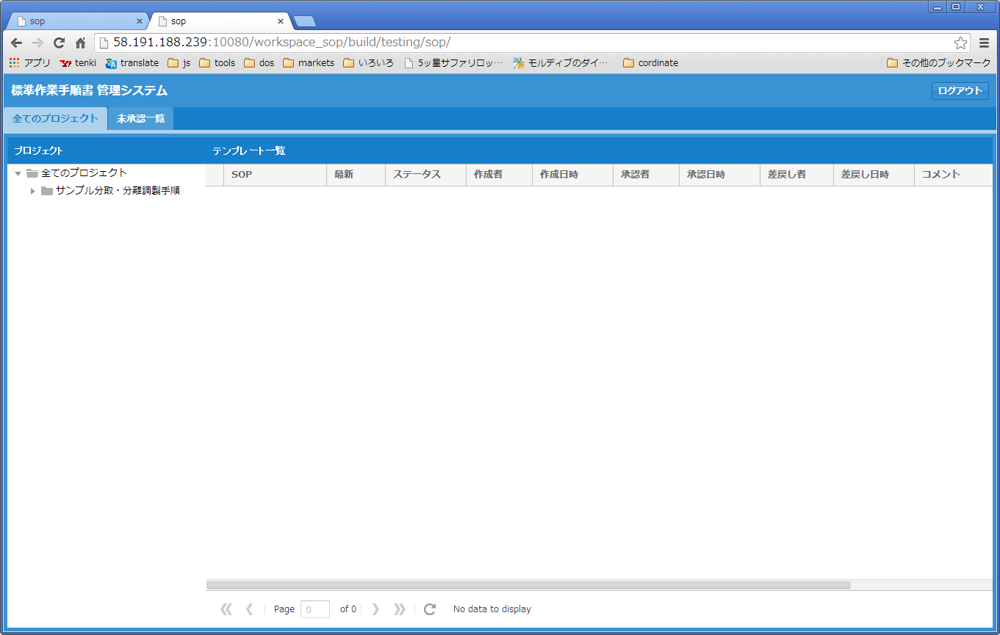 sop
sop
58.191.188.239:10080/workspace_sop/build/testing/sop/
アプリ tenki translate js tools dos markets いろいろ 5ッ星サファリロッ… モルディブのダイ… cordinate その他のブックマーク
標準作業手順書 管理システム ログアウト
全てのプロジェクト 未承認一覧
プロジェクト テンプレート一覧
全てのプロジェクト SOP 最新 ステータス 作成者 作成日時 承認者 承認日時 差戻し者 差戻し日時 コメント
サンプル分取・分離調製手順
Page 0 of 0 No data to display